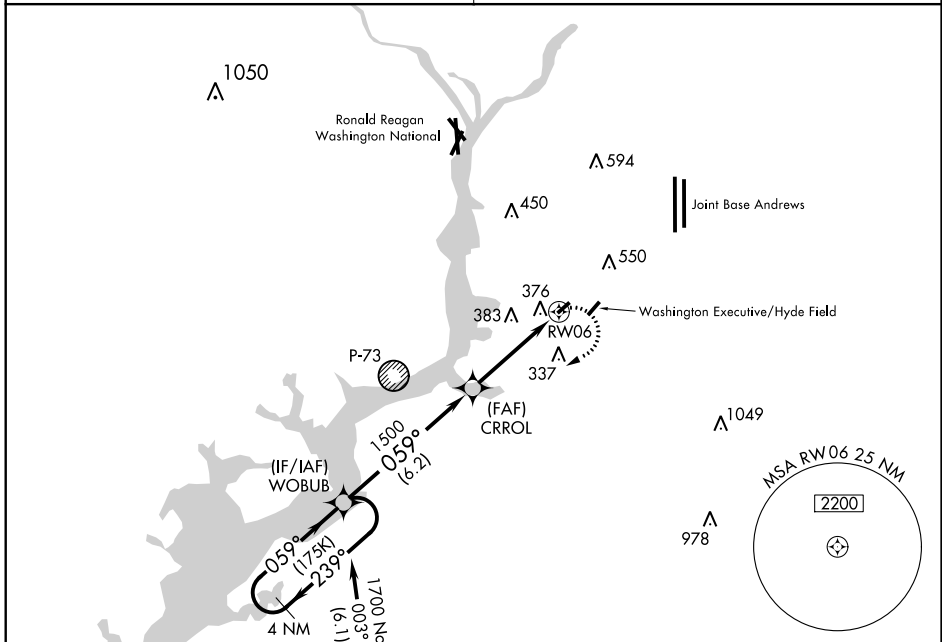 1050
Ronald Reagan
Washington National
594
Joint Base Andrews
450
550
376
383
Washington Executive/Hyde Field
RW06
337
P-73
(FAF)
CRROL
1049
1500
059°
(6.2)
(IF/IAF)
WOBUB
MSA RW06 25 NM
2200
978
059°
(175K)
239°
4 NM
1700 No
003°
(6.1)